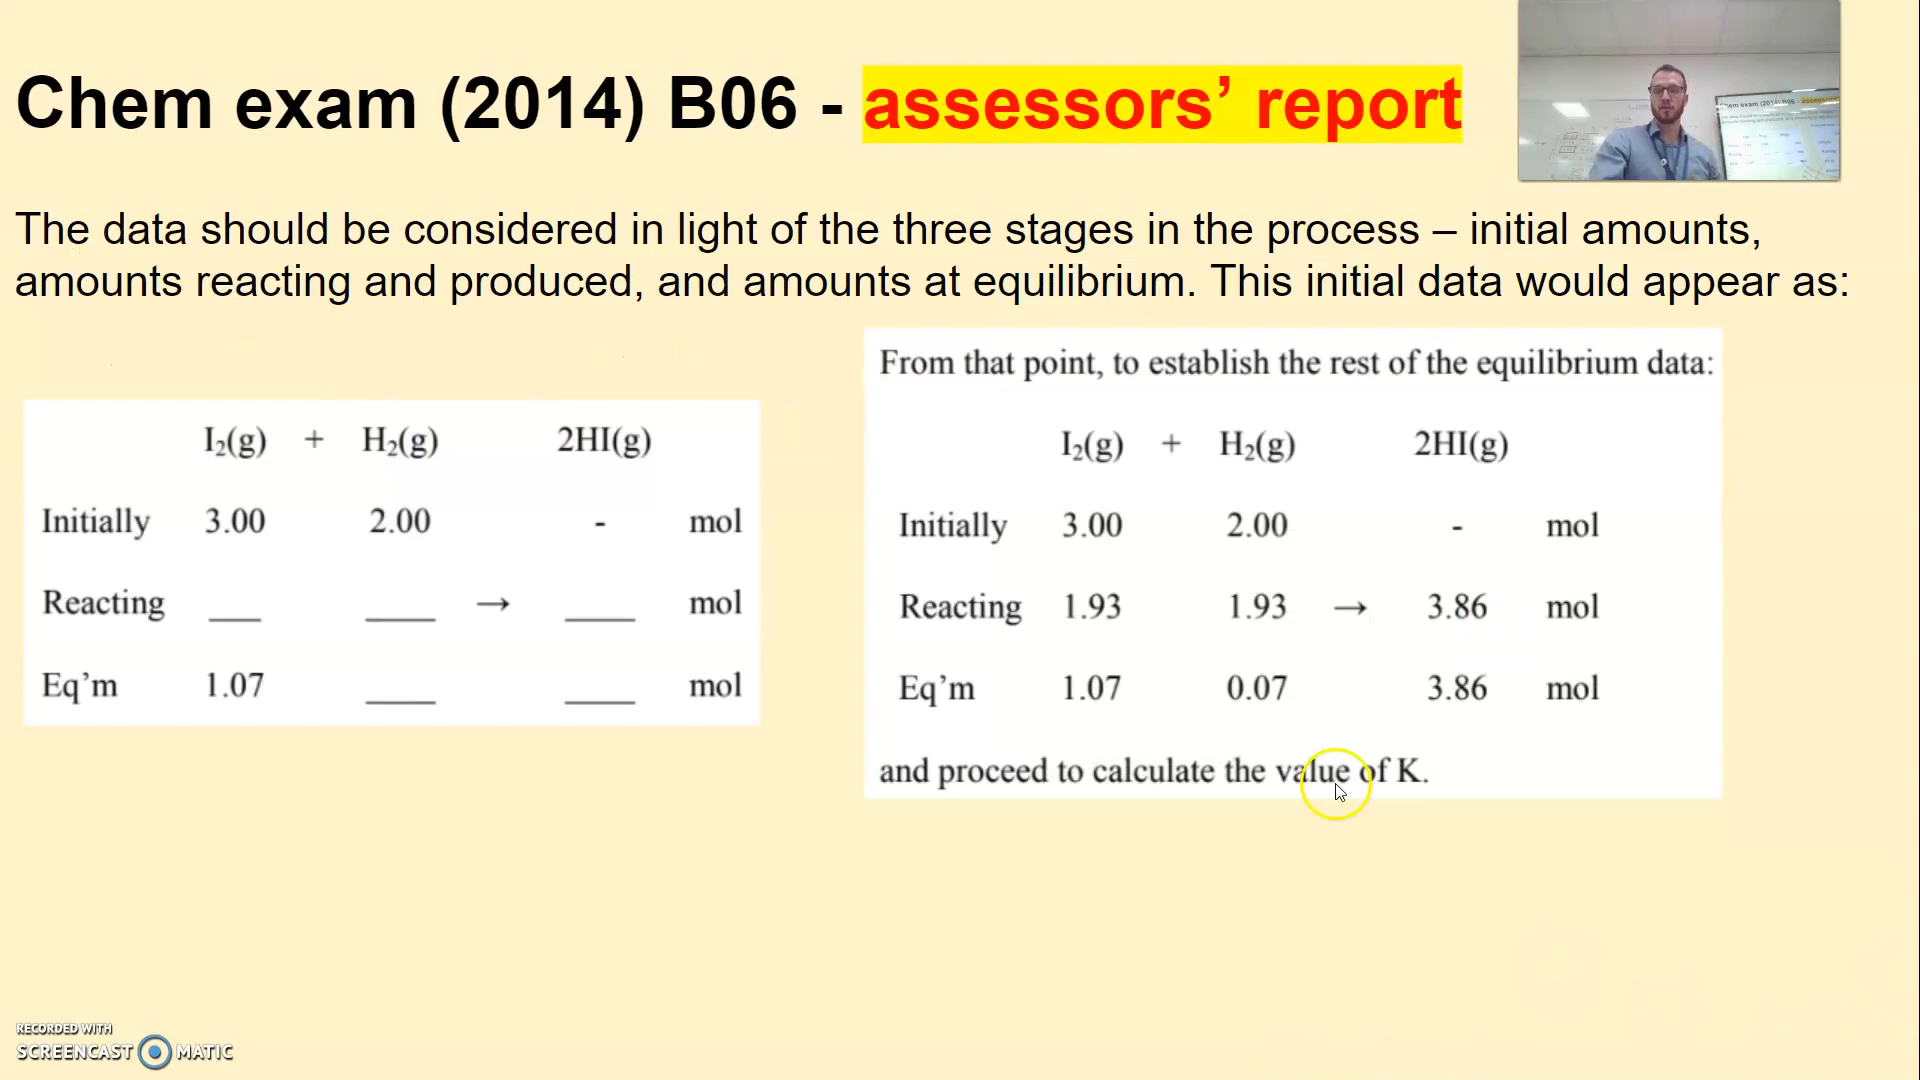 Chem exam (2014) B06 - assessors’ report
The data should be considered in light of the three stages in the process – initial amounts,
amounts reacting and produced, and amounts at equilibrium. This initial data would appear as:
I₂(g) + H₂(g) 2HI(g)
Initially 3.00 2.00 - mol
Reacting ___ ____ → ____ mol
Eq’m 1.07 ____ ____ mol
From that point, to establish the rest of the equilibrium data:
I₂(g) + H₂(g) 2HI(g)
Initially 3.00 2.00 - mol
Reacting 1.93 1.93 → 3.86 mol
Eq’m 1.07 0.07 3.86 mol
and proceed to calculate the value of K.
RECORDED WITH
SCREENCAST MATIC